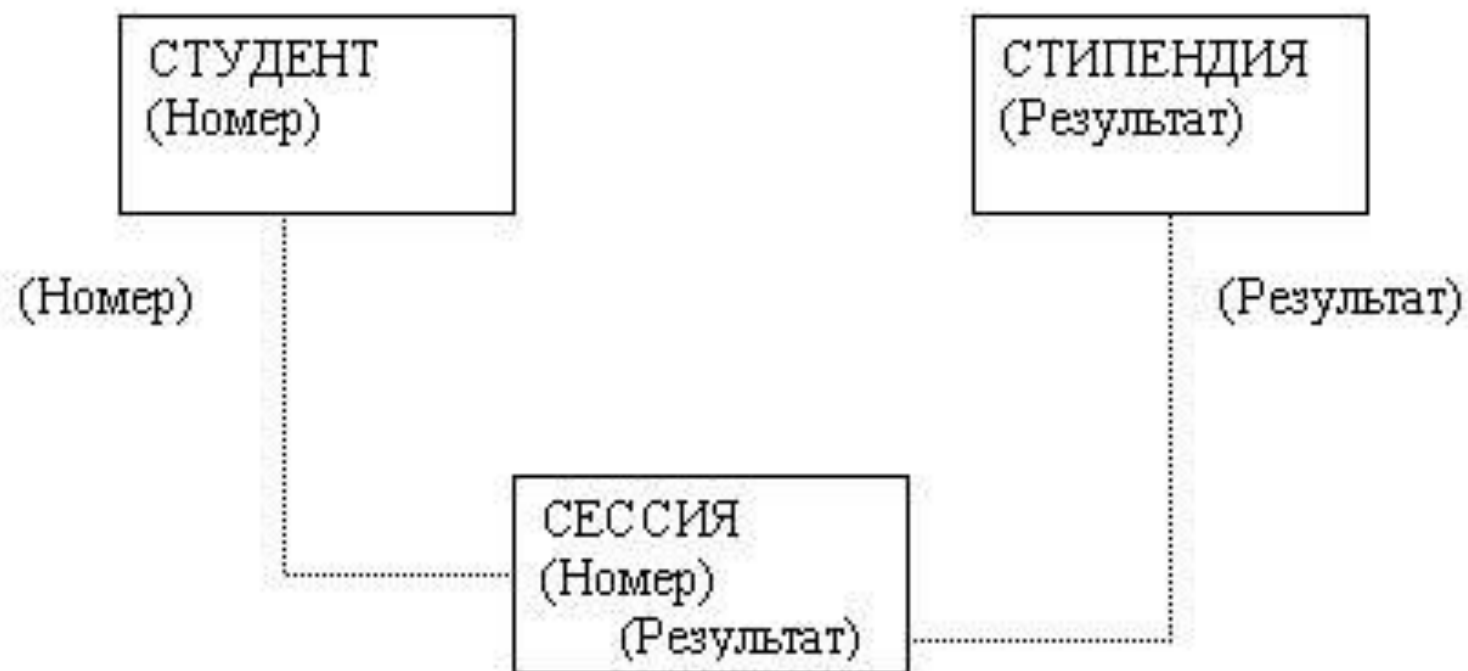 СТУДЕНТ
(Номер)
СТИПЕНДИЯ
(Результат)
(Номер)
(Результат)
СЕССИЯ
(Номер)
(Результат)